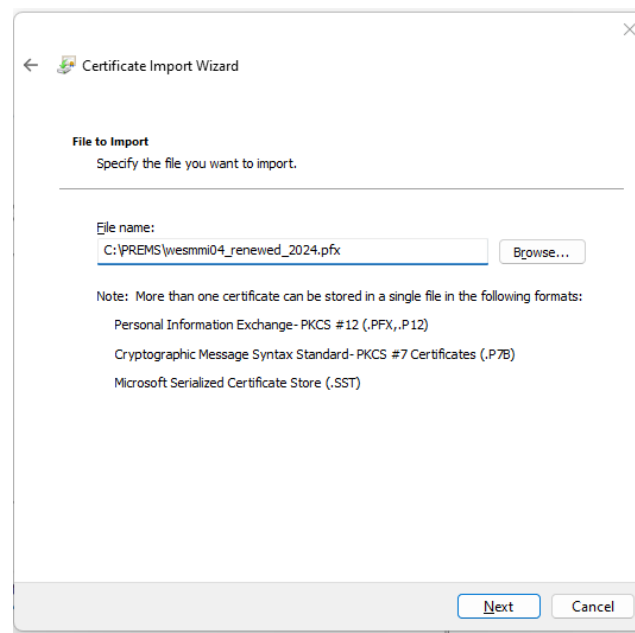 Certificate Import Wizard
File to Import
Specify the file you want to import.
File name:
C:\PREMS\wesmmi04_renewed_2024.pfx
Browse...
Note: More than one certificate can be stored in a single file in the following formats:
Personal Information Exchange- PKCS #12 (.PFX,.P12)
Cryptographic Message Syntax Standard- PKCS #7 Certificates (.P7B)
Microsoft Serialized Certificate Store (.SST)
Next
Cancel